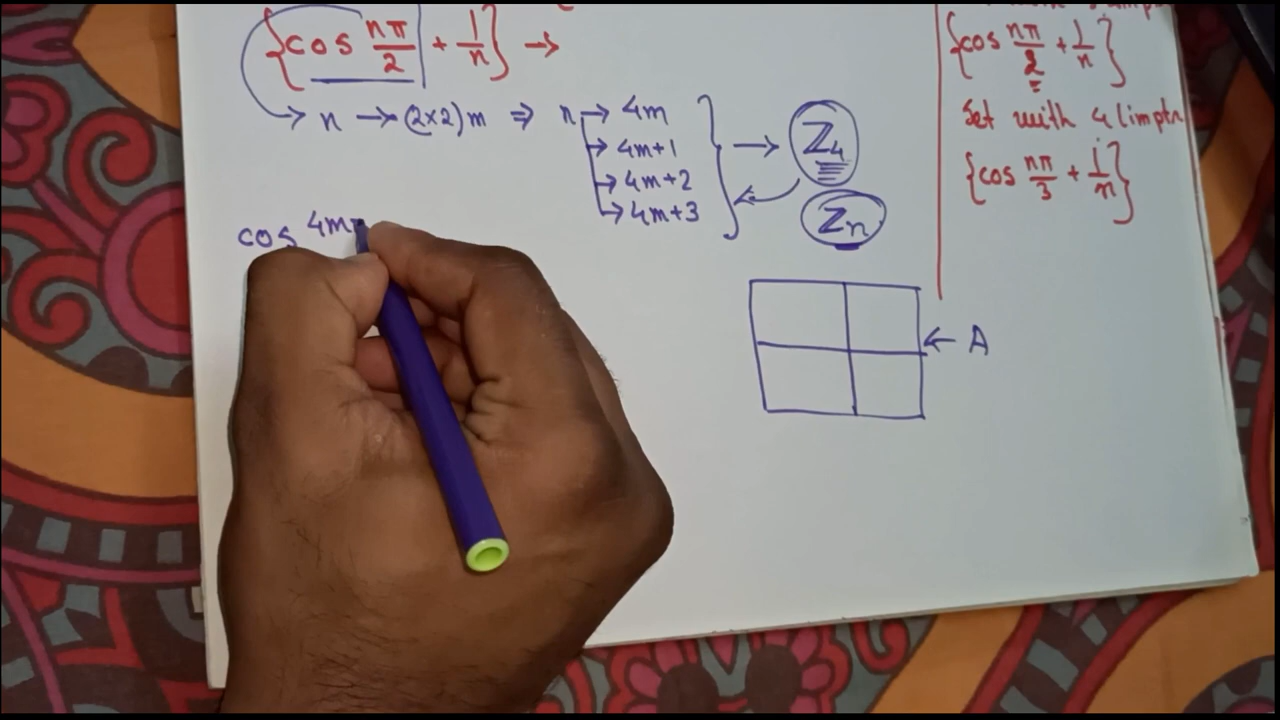 {cos nπ/2 + 1/n} →
→ n → (2×2)m ⇒ n → 4m
→ 4m+1
→ 4m+2
→ 4m+3
→ Z₄
Zₙ
cos 4mπ
← A
{cos nπ/2 + 1/n}
Set with 4 limptn
{cos nπ/3 + 1/n}